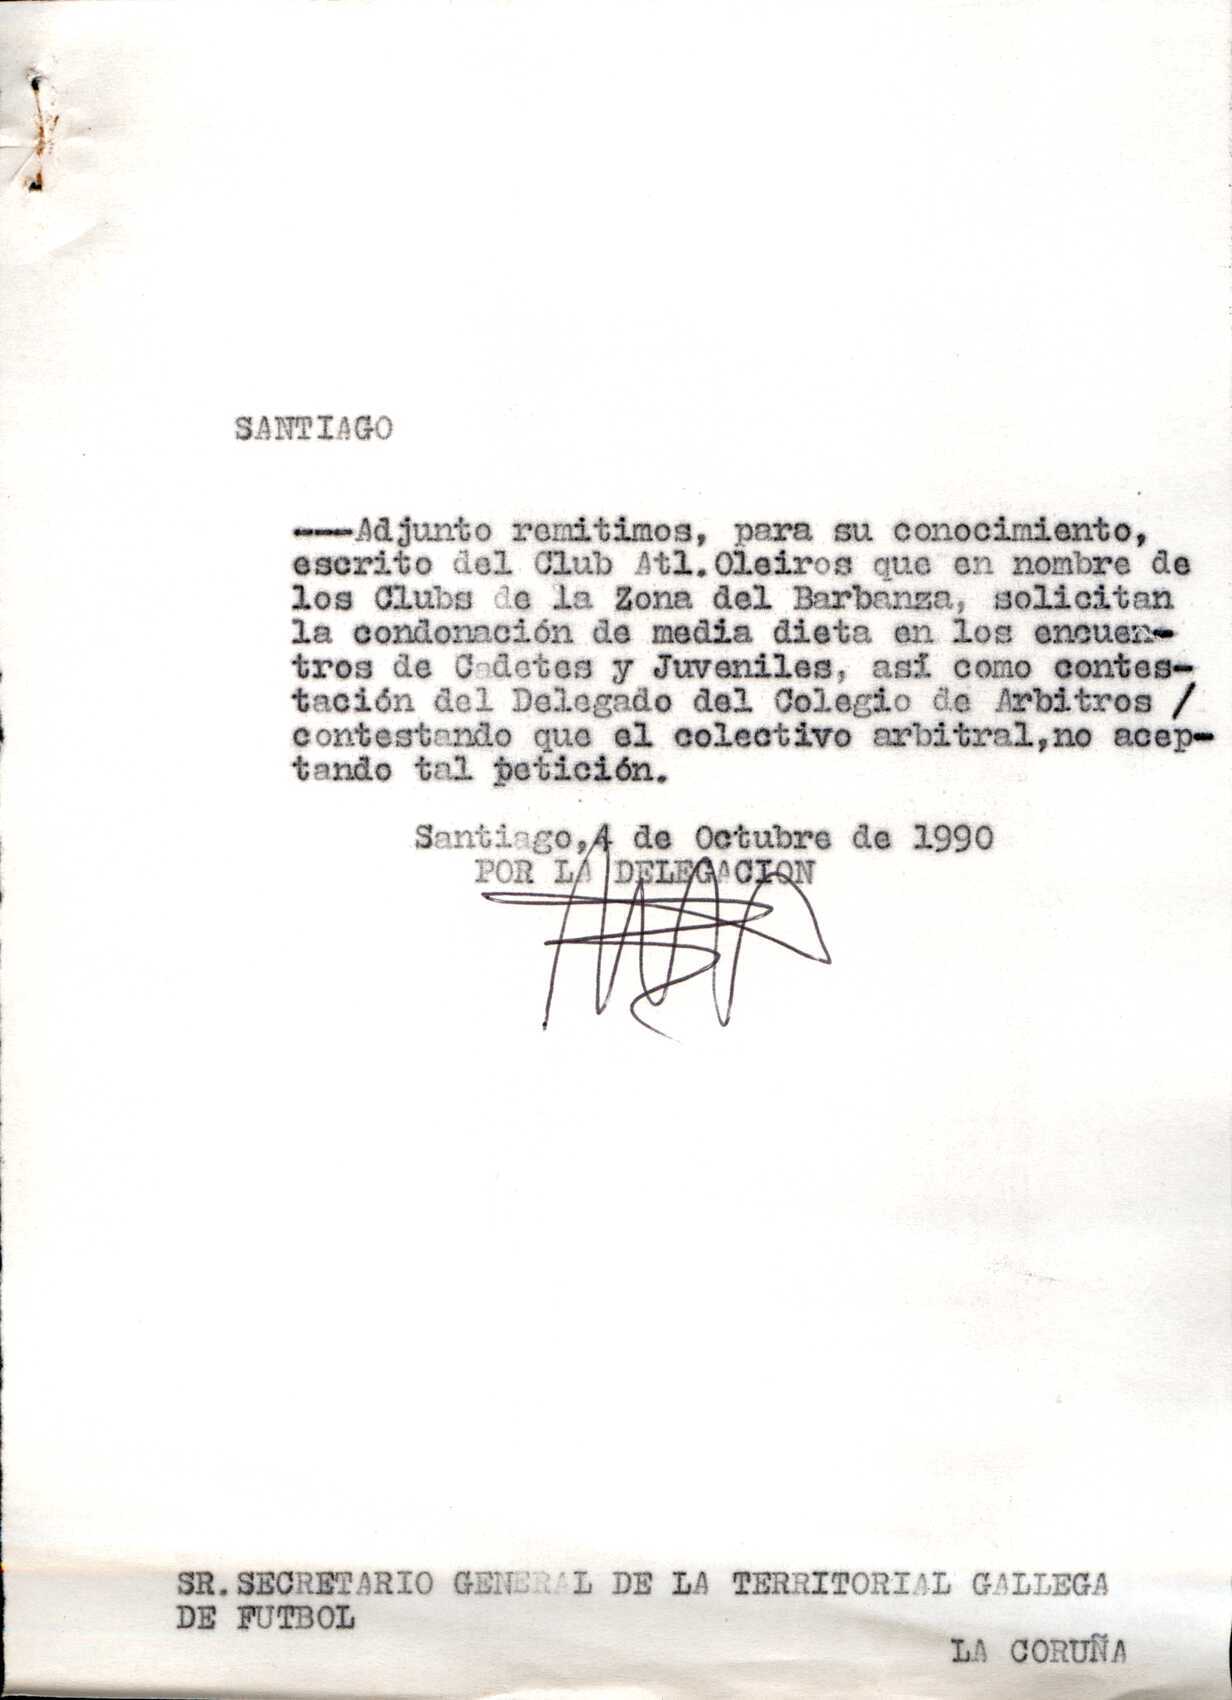 SANTIAGO
----Adjunto remitimos, para su conocimiento,
escrito del Club Atl.Oleiros que en nombre de
los Clubs de la Zona del Barbanza, solicitan
la condonación de media dieta en los encuen-
tros de Cadetes y Juveniles, así como contes-
tación del Delegado del Colegio de Arbitros /
contestando que el colectivo arbitral,no acep-
tando tal petición.
Santiago,4 de Octubre de 1990
POR LA DELEGACION
SR.SECRETARIO GENERAL DE LA TERRITORIAL GALLEGA
DE FUTBOL
LA CORUÑA